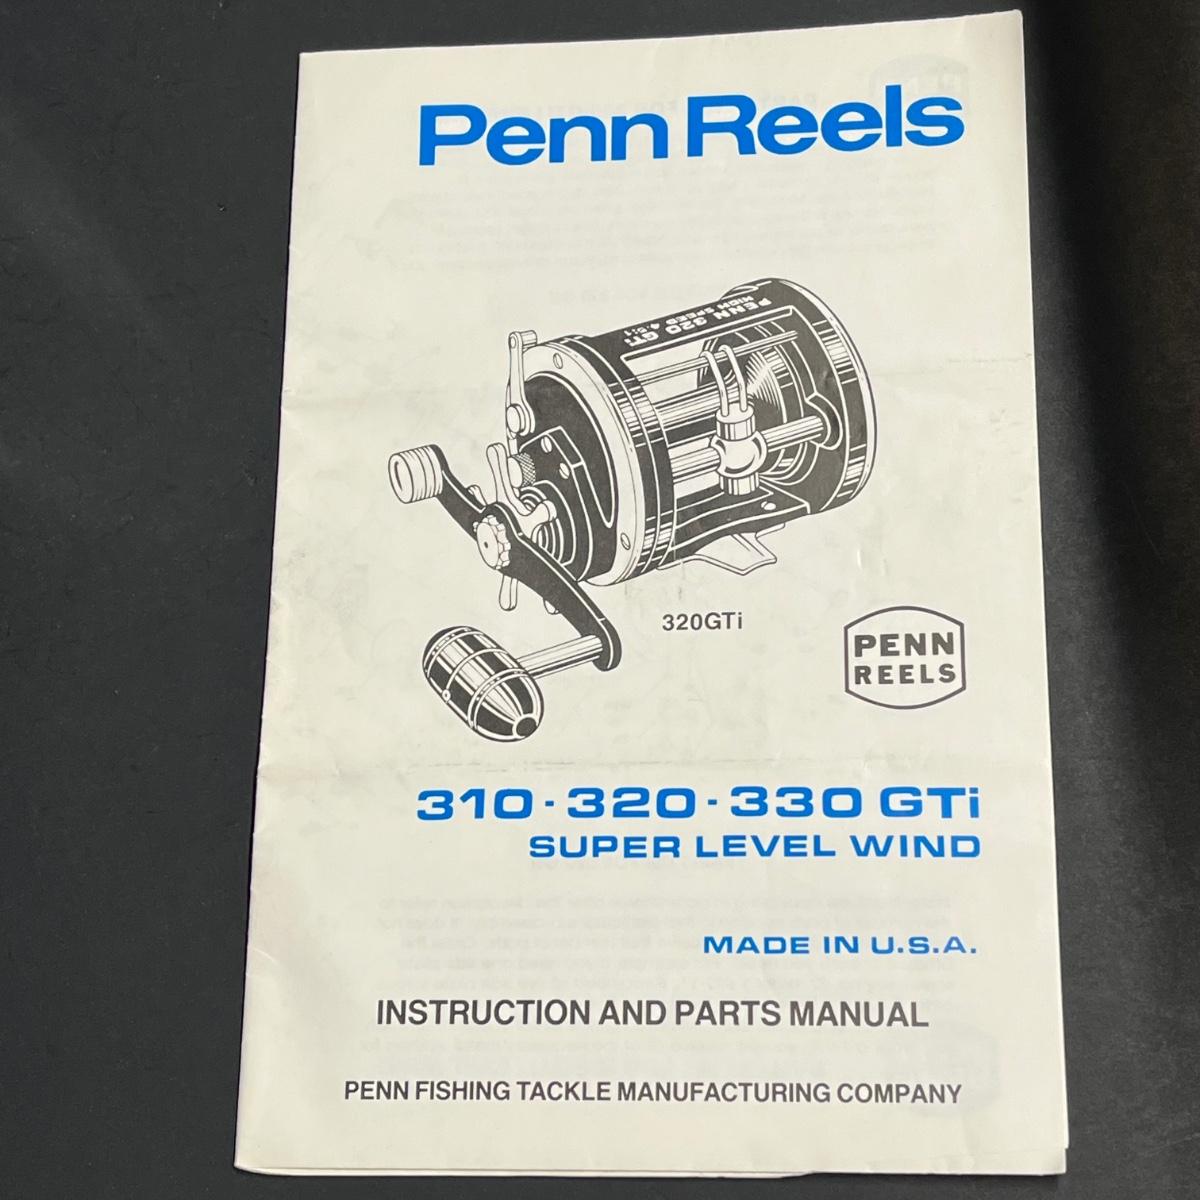 Penn Reels
PENN 320 GTi
HIGH SPEED 4.5:1
320GTi
PENN
REELS
310 - 320 - 330 GTi
SUPER LEVEL WIND
MADE IN U.S.A.
INSTRUCTION AND PARTS MANUAL
PENN FISHING TACKLE MANUFACTURING COMPANY